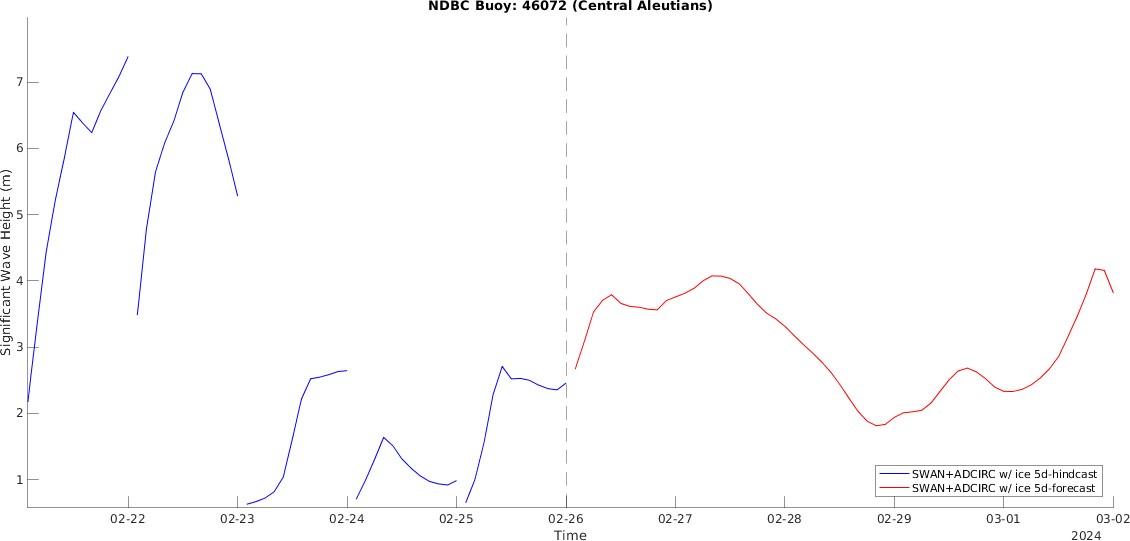 NDBC Buoy: 46072 (Central Aleutians)
Significant Wave Height (m)
7
6
5
4
3
2
1
SWAN+ADCIRC w/ ice 5d-hindcast
SWAN+ADCIRC w/ ice 5d-forecast
02-22 02-23 02-24 02-25 02-26 02-27 02-28 02-29 03-01 03-02
Time
2024